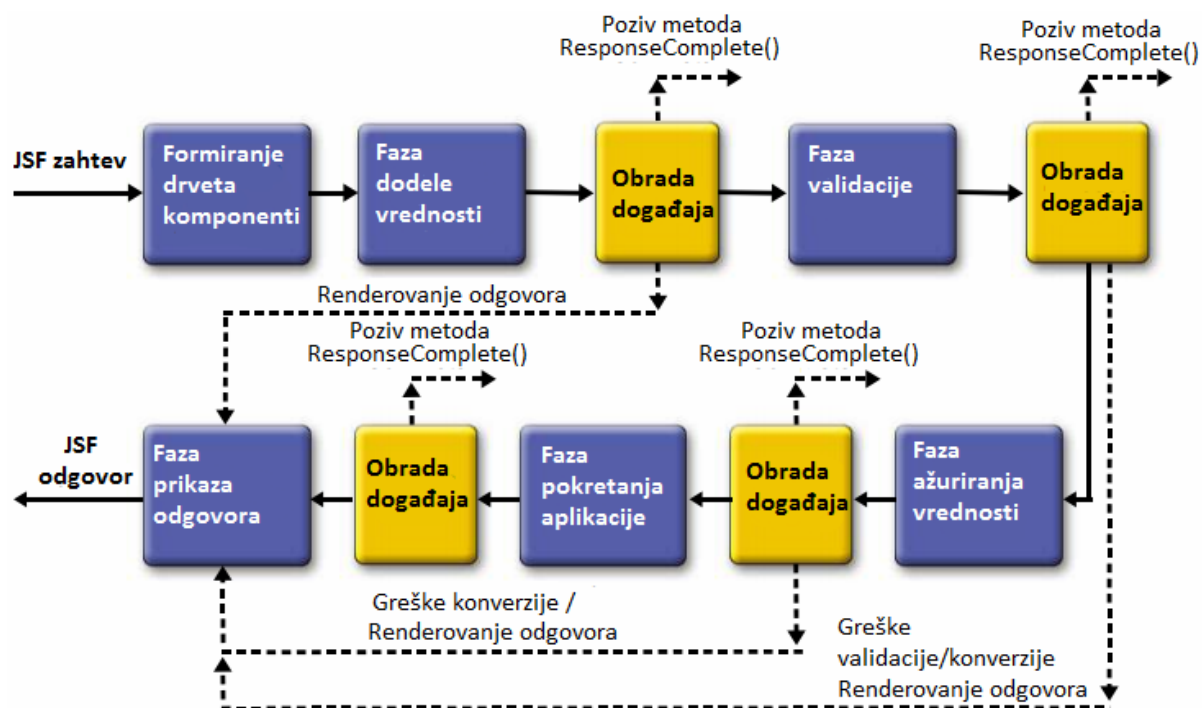 Poziv metoda
ResponseComplete()
Poziv metoda
ResponseComplete()
JSF zahtev
Formiranje
drveta
komponenti
Faza
dodele
vrednosti
Obrada
događaja
Faza
validacije
Obrada
događaja
Renderovanje odgovora
Poziv metoda
ResponseComplete()
Poziv metoda
ResponseComplete()
JSF
odgovor
Faza
prikaza
odgovora
Obrada
događaja
Faza
pokretanja
aplikacije
Obrada
događaja
Faza
ažuriranja
vrednosti
Greške konverzije /
Renderovanje odgovora
Greške
validacije/konverzije
Renderovanje odgovora